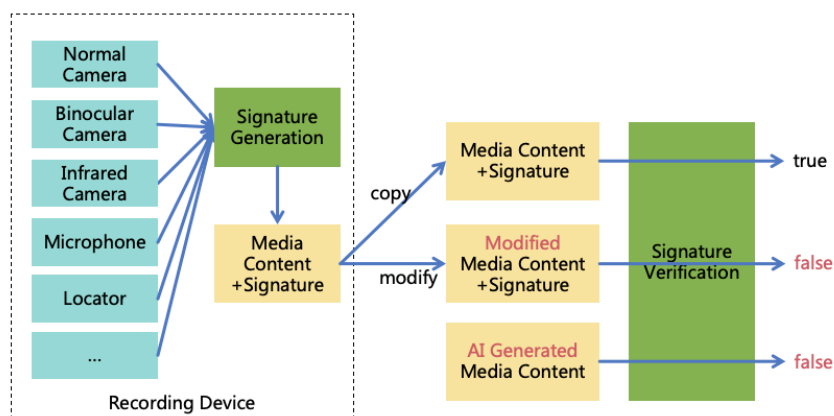 Normal
Camera
Binocular
Camera
Infrared
Camera
Microphone
Locator
...
Recording Device
Signature
Generation
Media
Content
+Signature
copy
modify
Media Content
+Signature
Modified
Media Content
+Signature
AI Generated
Media Content
Signature
Verification
true
false
false